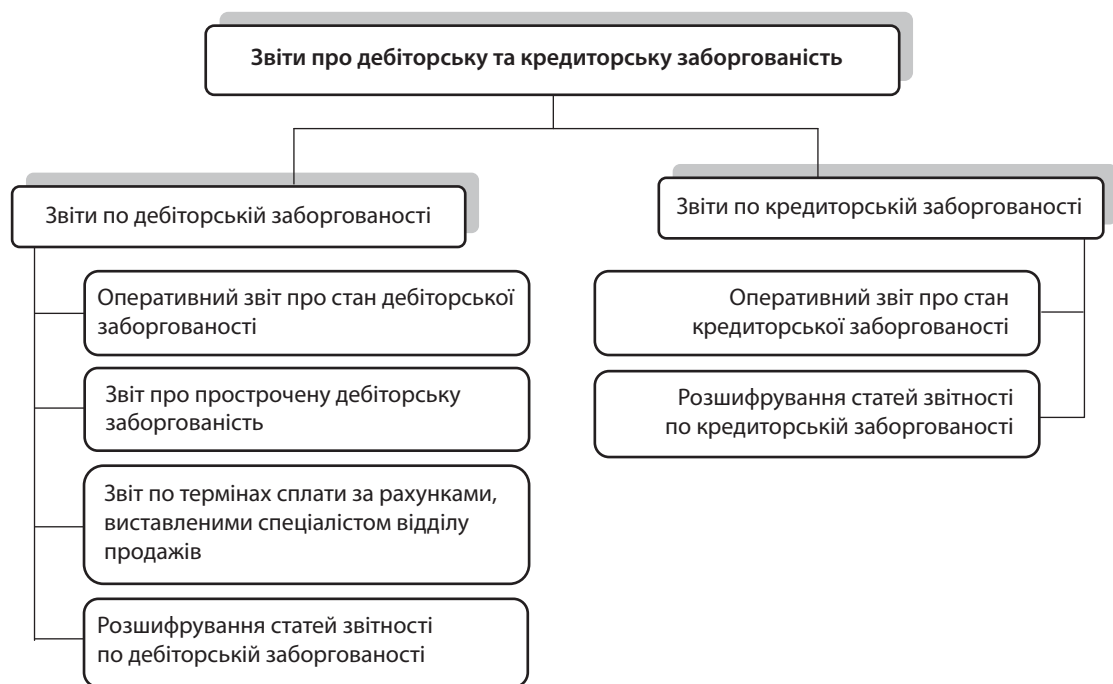 Звіти про дебіторську та кредиторську заборгованість
Звіти по дебіторській заборгованості
Оперативний звіт про стан дебіторської
заборгованості
Звіт про прострочену дебіторську
заборгованість
Звіт по термінах сплати за рахунками,
виставленими спеціалістом відділу
продажів
Розшифрування статей звітності
по дебіторській заборгованості
Звіти по кредиторській заборгованості
Оперативний звіт про стан
кредиторської заборгованості
Розшифрування статей звітності
по кредиторській заборгованості